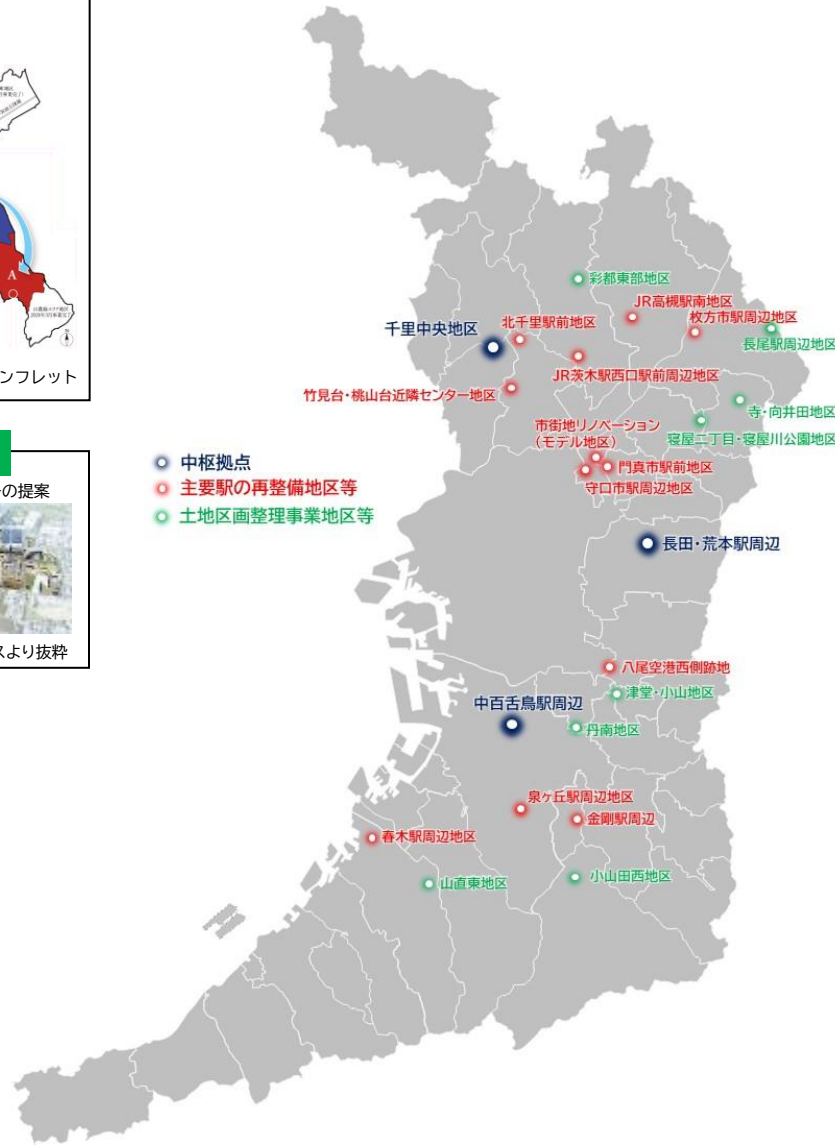 A
ンフレット
の提案
スより抜粋
中枢拠点
主要駅の再整備地区等
土地区画整理事業地区等
彩都東部地区
JR高槻駅南地区
枚方市駅周辺地区
千里中央地区
北千里駅前地区
長尾駅周辺地区
JR茨木駅西口駅前周辺地区
竹見台・桃山台近隣センター地区
寺・向井田地区
市街地リノベーション
(モデル地区)
寝屋二丁目・寝屋川公園地区
門真市駅前地区
守口市駅周辺地区
長田・荒本駅周辺
八尾空港西側跡地
津堂・小山地区
中百舌鳥駅周辺
丹南地区
泉ヶ丘駅周辺地区
金剛駅周辺
春木駅周辺地区
山直東地区
小山田西地区